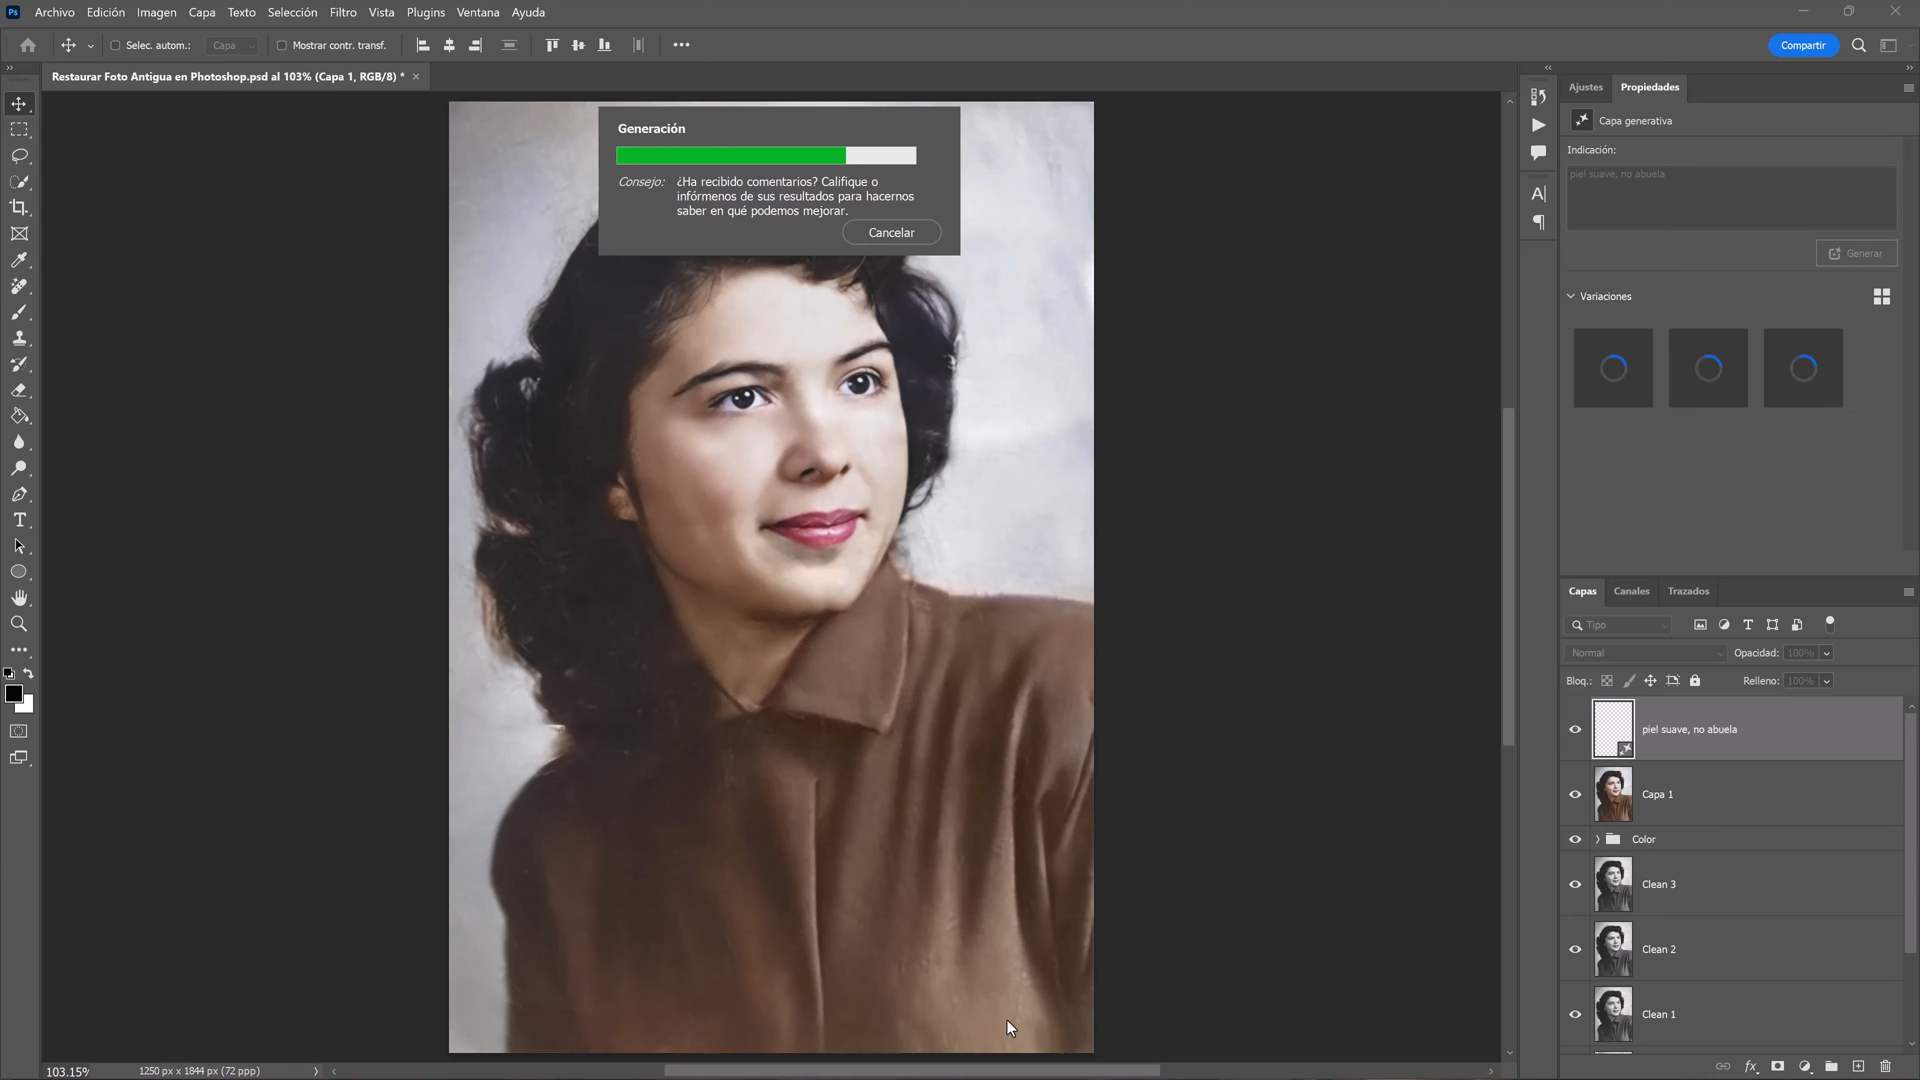 Ps Archivo Edición Imagen Capa Texto Selección Filtro Vista Plugins Ventana Ayuda
Selec. autom.: Capa Mostrar contr. transf. Compartir
Restaurar Foto Antigua en Photoshop.psd al 103% (Capa 1, RGB/8) *
Ajustes Propiedades
Capa generativa
Indicación:
piel suave, no abuela
Generar
Variaciones
Generación
Consejo: ¿Ha recibido comentarios? Califique o
infórmenos de sus resultados para hacernos
saber en qué podemos mejorar.
Cancelar
Capas Canales Trazados
Tipo
Normal Opacidad: 100%
Bloq.: Relleno: 100%
piel suave, no abuela
Capa 1
Color
Clean 3
Clean 2
Clean 1
103.15% 1250 px x 1844 px (72 ppp)